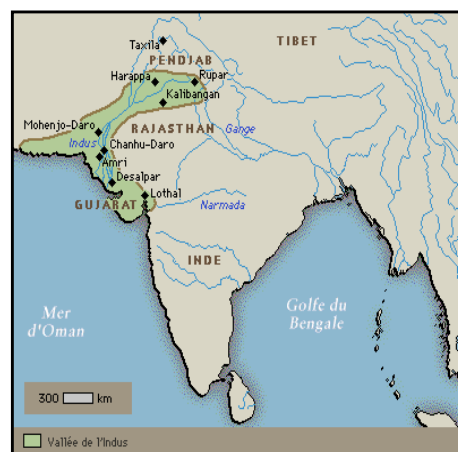 Taxila
TIBET
PENDJAB
Harappa
Rupar
Kalibangan
Mohenjo-Daro
RAJASTHAN
Gange
Indus
Chanhu-Daro
Amri
Desalpar
Lothal
GUJARAT
Narmada
INDE
Mer
d'Oman
Golfe du
Bengale
300 km
Vallée de l'Indus